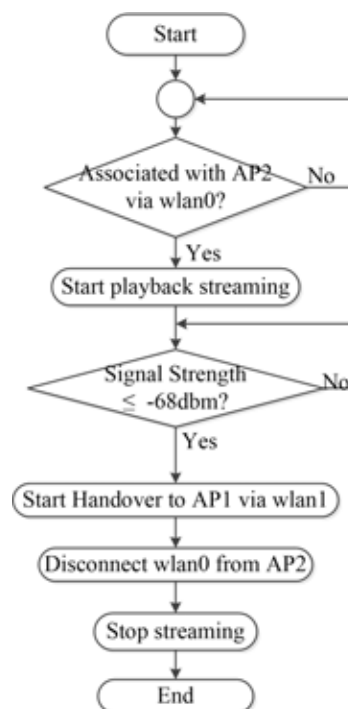 Start
Associated with AP2
via wlan0?
No
Yes
Start playback streaming
Signal Strength
≤ -68dbm?
No
Yes
Start Handover to AP1 via wlan1
Disconnect wlan0 from AP2
Stop streaming
End